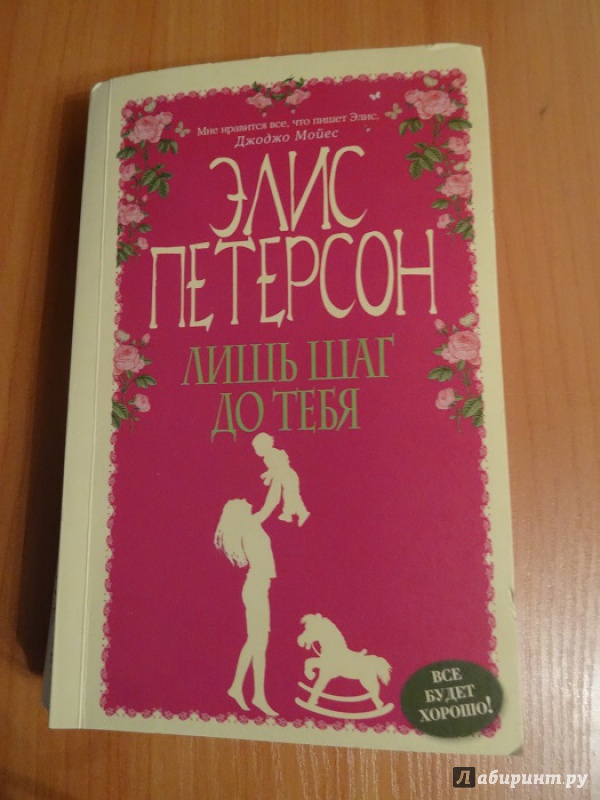 Мне нравится все, что пишет Элис.
Джоджо Мойес
ЭЛИС
ПЕТЕРСОН
ЛИШЬ ШАГ
ДО ТЕБЯ
ВСЕ
БУДЕТ
ХОРОШО!
Лабиринт.ру